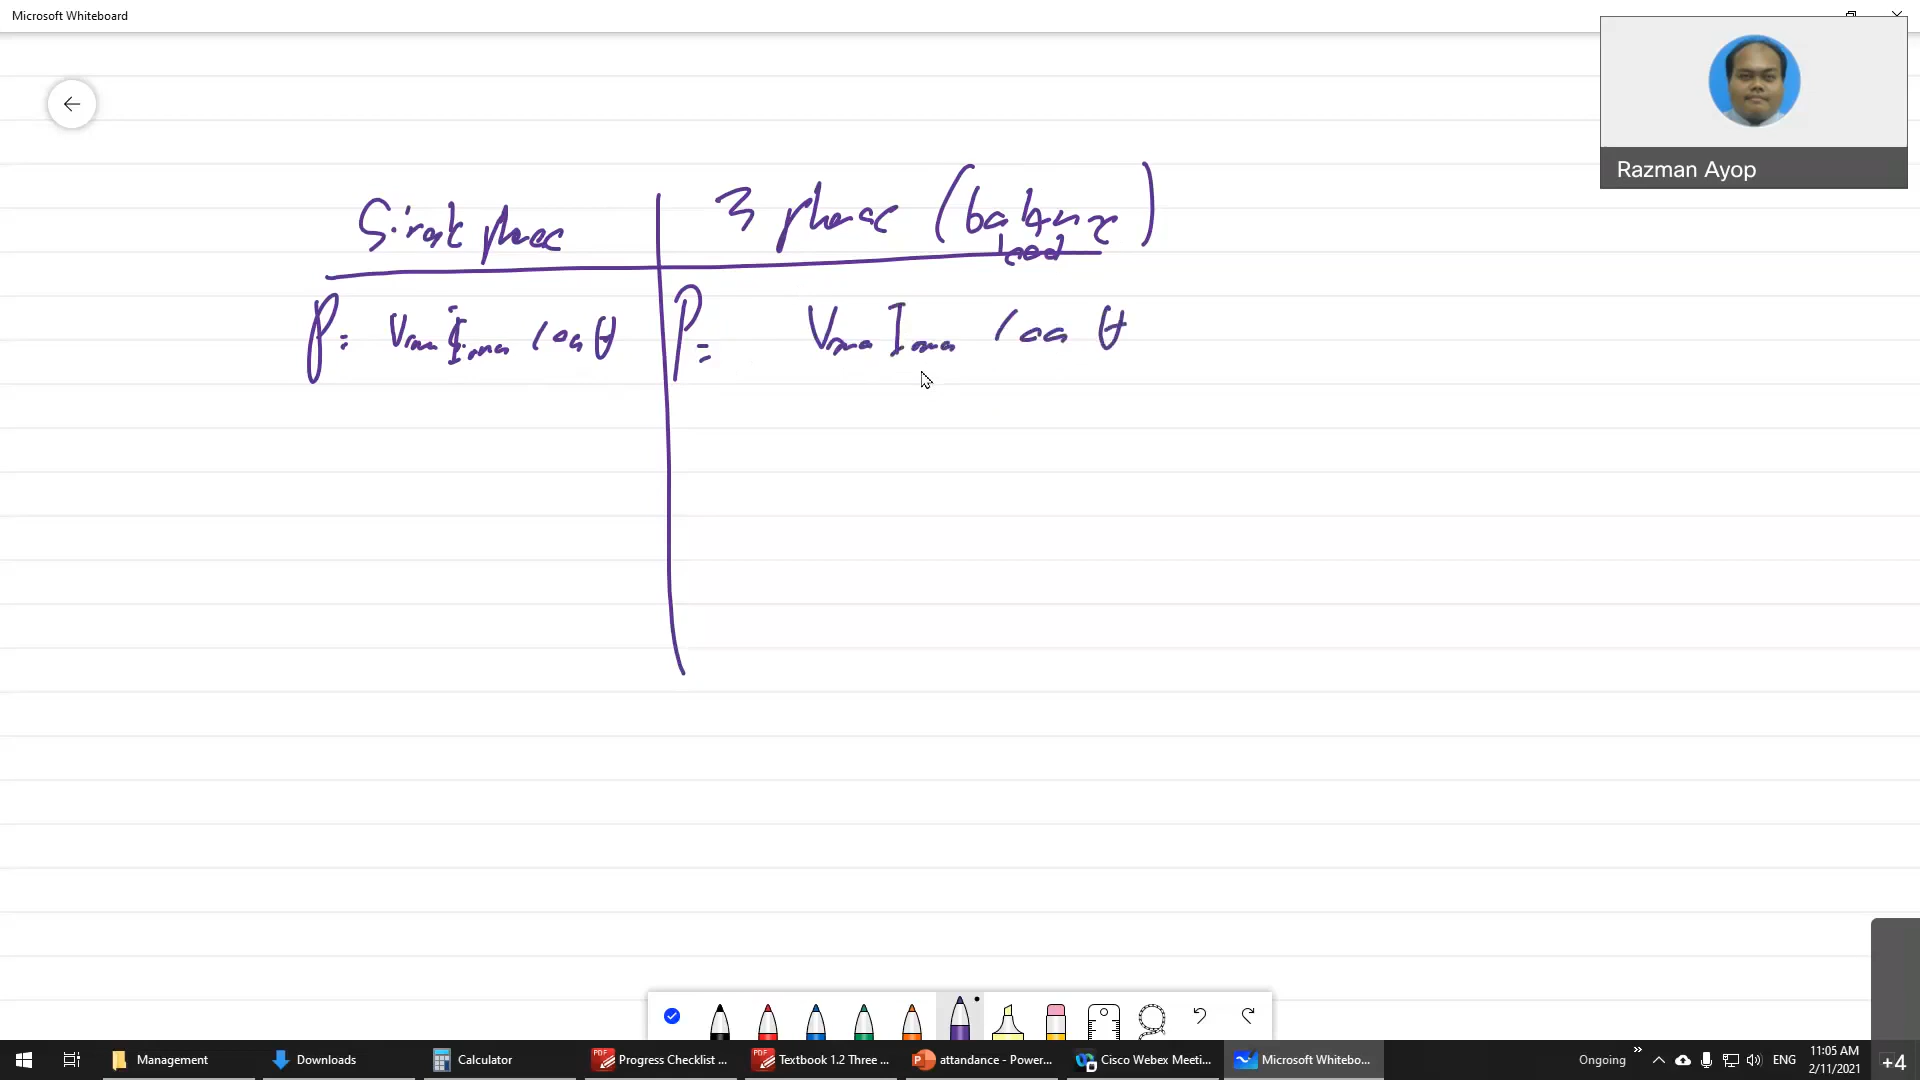 Microsoft Whiteboard
Razman Ayop
Single phase
3 phase (balance load)
P = Vrms Irms cos θ
P = Vrms Irms cos θ
Management
Downloads
Calculator
Progress Checklist ...
Textbook 1.2 Three ...
attandance - Power...
Cisco Webex Meeti...
Microsoft Whitebo...
Ongoing
ENG
11:05 AM
2/11/2021
+4